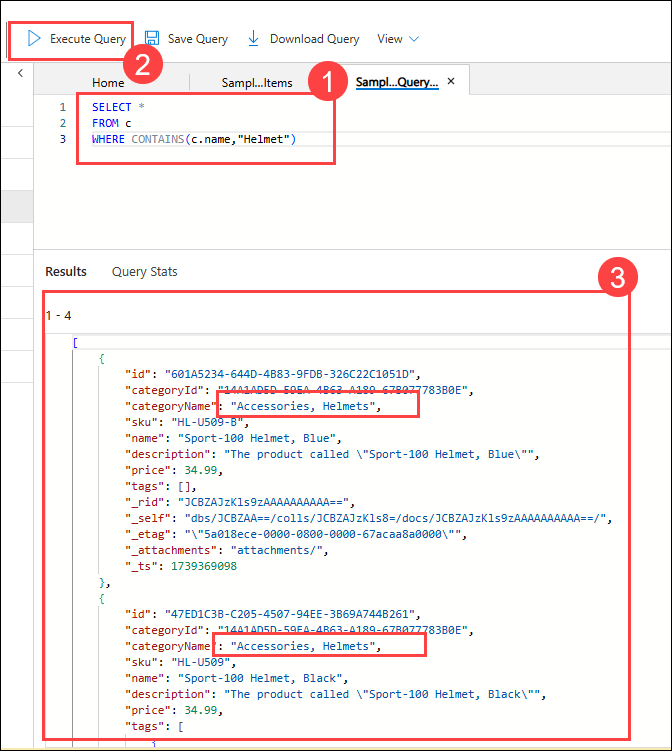 Execute Query Save Query Download Query View
2
Home Sampl...Items Sampl...Query...
1
1 SELECT *
2 FROM c
3 WHERE CONTAINS(c.name,"Helmet")
Results Query Stats
3
1 - 4
[
{
"id": "601A5234-644D-4B83-9FDB-326C22C1051D",
"categoryId": "14A1AD5D-59EA-4B63-A189-67B077783B0E",
"categoryName": "Accessories, Helmets",
"sku": "HL-U509-B",
"name": "Sport-100 Helmet, Blue",
"description": "The product called \"Sport-100 Helmet, Blue\"",
"price": 34.99,
"tags": [],
"_rid": "JCBZAJzKls9zAAAAAAAAAA==",
"_self": "dbs/JCBZAA==/colls/JCBZAJzKls8=/docs/JCBZAJzKls9zAAAAAAAAAA==/",
"_etag": "\"5a018ece-0000-0800-0000-67acaa8a0000\"",
"_attachments": "attachments/",
"_ts": 1739369098
},
{
"id": "47ED1C3B-C205-4507-94EE-3B69A744B261",
"categoryId": "14A1AD5D-59EA-4B63-A189-67B077783B0E",
"categoryName": "Accessories, Helmets",
"sku": "HL-U509",
"name": "Sport-100 Helmet, Black",
"description": "The product called \"Sport-100 Helmet, Black\"",
"price": 34.99,
"tags": [